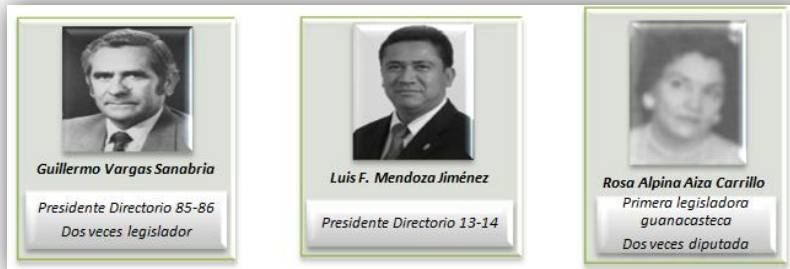 Guillermo Vargas Sanabria
Presidente Directorio 85-86
Dos veces legislador
Luis F. Mendoza Jiménez
Presidente Directorio 13-14
Rosa Alpina Aiza Carrillo
Primera legisladora
guanacasteca
Dos veces diputada